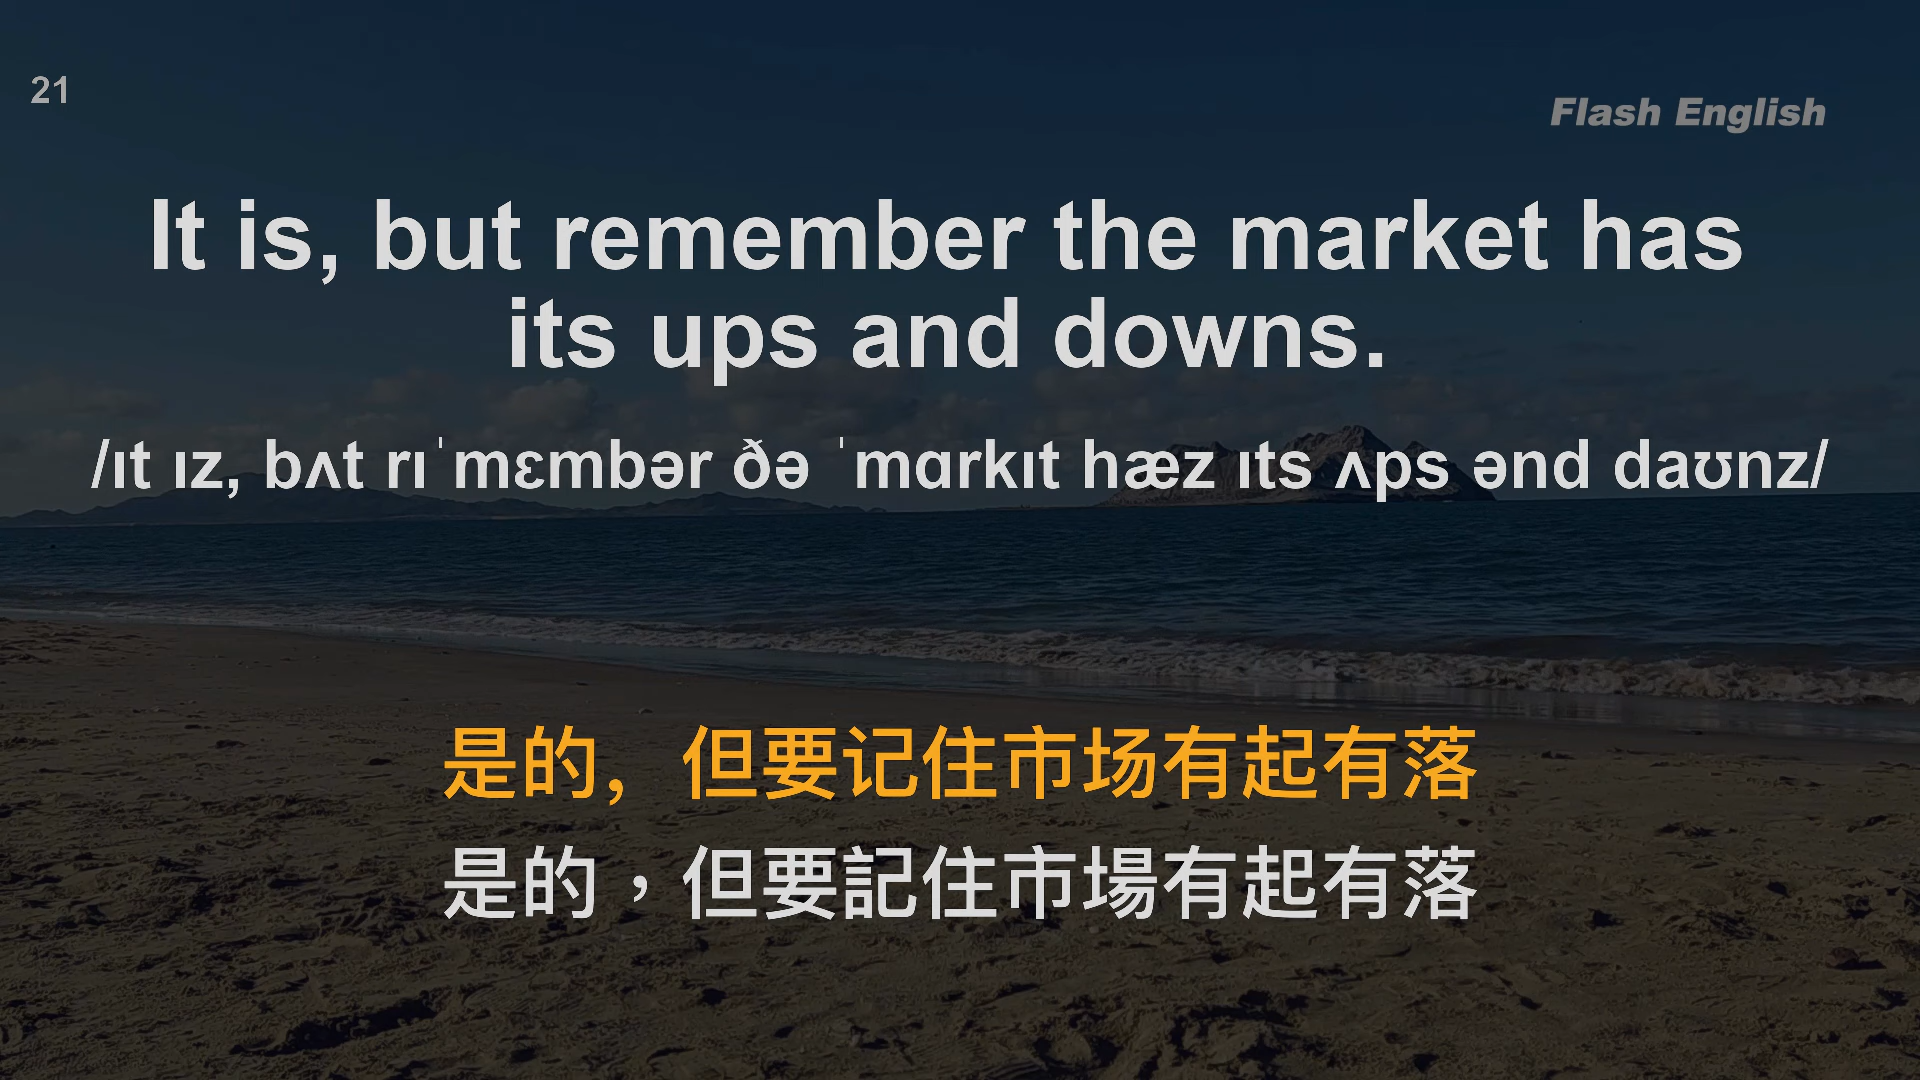 21
Flash English
It is, but remember the market has
its ups and downs.
/ɪt ɪz, bʌt rɪˈmɛmbər ðə ˈmɑrkɪt hæz ɪts ʌps ənd daʊnz/
是的，但要记住市场有起有落
是的，但要記住市場有起有落